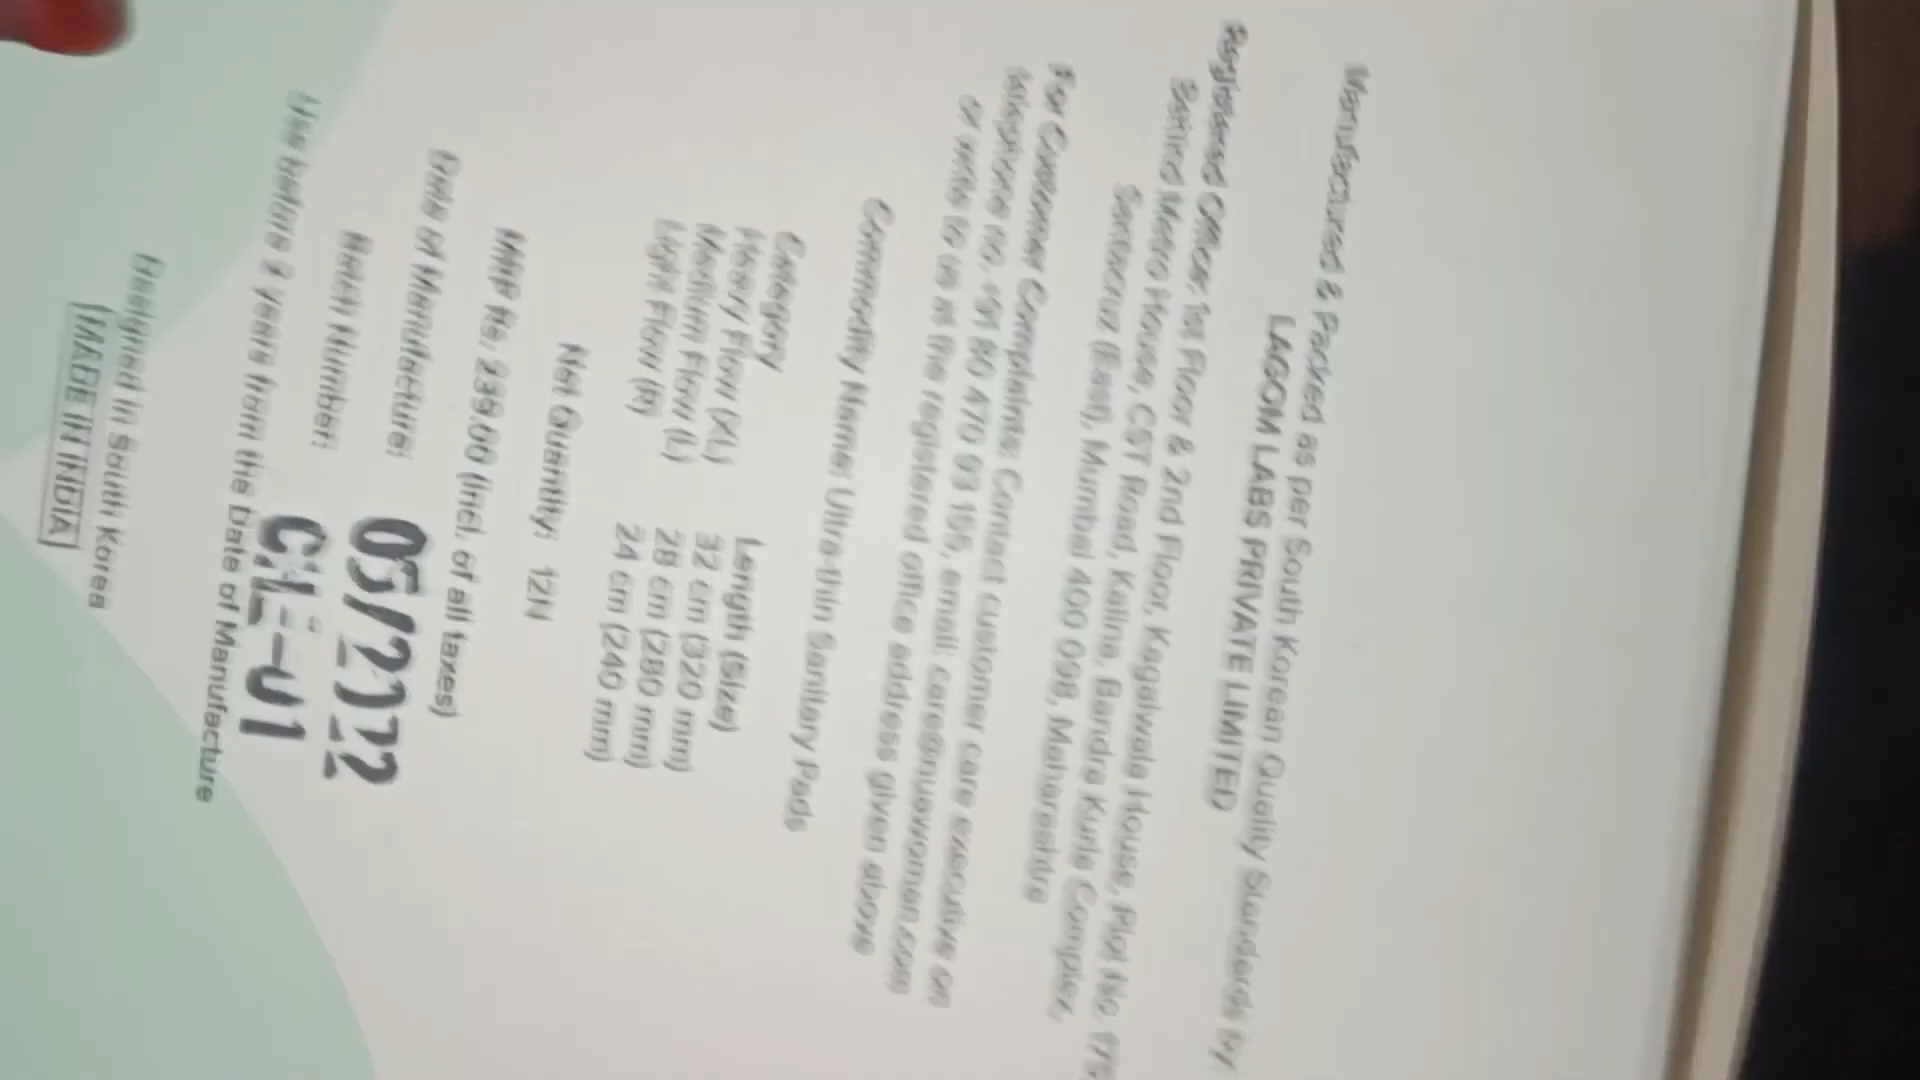 Manufactured & Packed as per South Korean Quality Standards by:
LAGOM LABS PRIVATE LIMITED
Registered Office: 1st Floor & 2nd Floor, Kagalwala House, Plot No. 175
Behind Metro House, CST Road, Kalina, Bandra Kurla Complex,
Santacruz (East), Mumbai 400 098, Maharashtra
For Customer Complaints: Contact customer care executive on
telephone no. +91 80 470 93 155, email: care@nuawoman.com
or write to us at the registered office address given above
Commodity Name: Ultra-thin Sanitary Pads
Category Length (Size)
Heavy Flow (XL) 32 cm (320 mm)
Medium Flow (L) 28 cm (280 mm)
Light Flow (R) 24 cm (240 mm)
Net Quantity: 12N
MRP Rs. 239.00 (incl. of all taxes)
Date of Manufacture: 05/2022
Batch Number: CL-01
Use before 3 years from the Date of Manufacture
Designed in South Korea
MADE IN INDIA